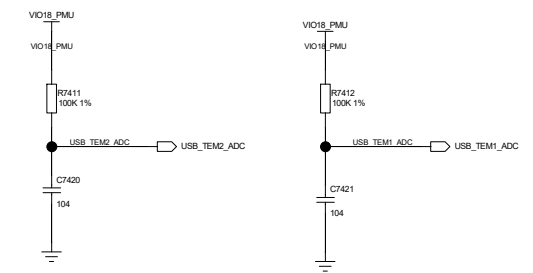 VIO18_PMU
VIO18_PMU
R7411
100K 1%
USB_TEM2_ADC
USB_TEM2_ADC
C7420
104
VIO18_PMU
VIO18_PMU
R7412
100K 1%
USB_TEM1_ADC
USB_TEM1_ADC
C7421
104